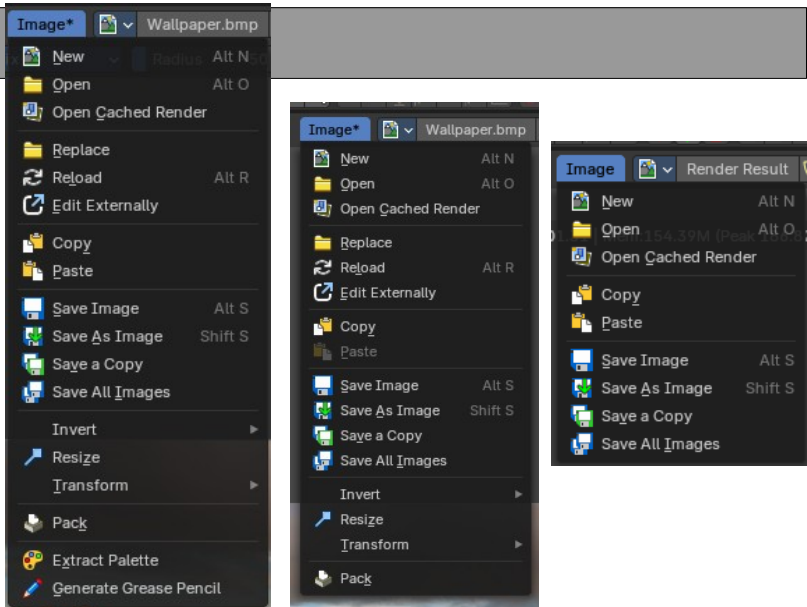 Image* Wallpaper.bmp
New Alt N
Radius
Open Alt O
Open Cached Render
Replace
Reload Alt R
Edit Externally
Copy
Paste
Save Image Alt S
Save As Image Shift S
Save a Copy
Save All Images
Invert
Resize
Transform
Pack
Extract Palette
Generate Grease Pencil
Image* Wallpaper.bmp
New Alt N
Open Alt O
Open Cached Render
Replace
Reload Alt R
Edit Externally
Copy
Paste
Save Image Alt S
Save As Image Shift S
Save a Copy
Save All Images
Invert
Resize
Transform
Pack
Image Render Result
New Alt N
Open Alt O
154.39M (Peak
Open Cached Render
Copy
Paste
Save Image Alt S
Save As Image Shift S
Save a Copy
Save All Images